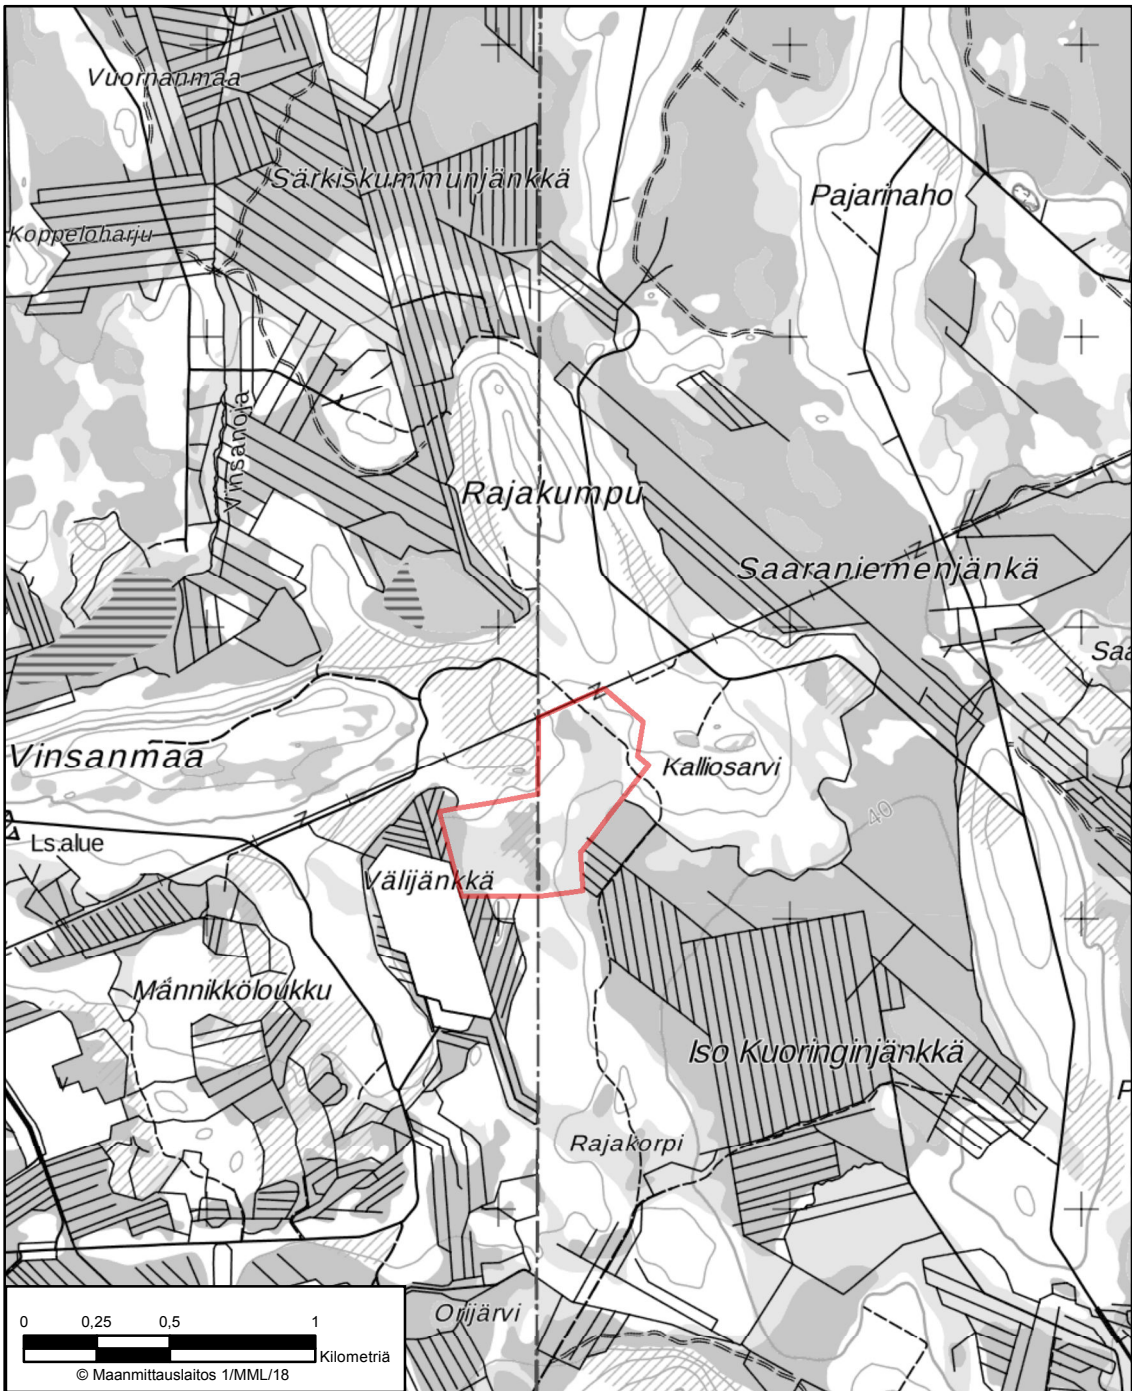 Vuornanmaa
Särkiskummunjänkkä
Pajarinaho
Koppeloharju
Vinsanoja
Rajakumpu
Saaraniemenjänkä
Saa
Vinsanmaa
Kalliosarvi
40
Ls.alue
Välijänkkä
Männikköloukku
Iso Kuoringinjänkkä
P
Rajakorpi
Orijärvi
0 0,25 0,5 1
Kilometriä
© Maanmittauslaitos 1/MML/18